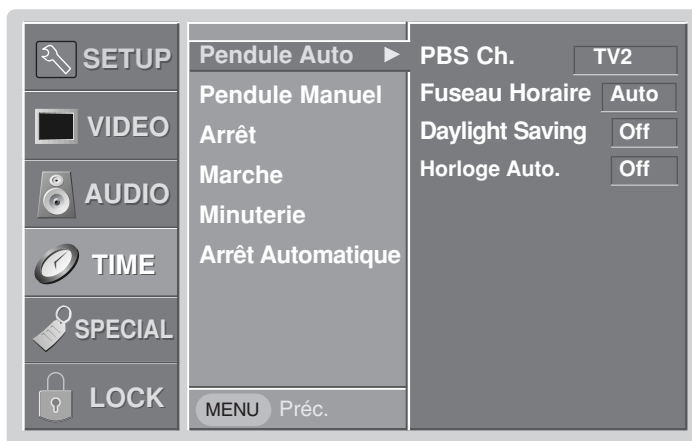 SETUP
VIDEO
AUDIO
TIME
SPECIAL
LOCK
Pendule Auto ►
Pendule Manuel
Arrêt
Marche
Minuterie
Arrêt Automatique
MENU Préc.
PBS Ch. TV2
Fuseau Horaire Auto
Daylight Saving Off
Horloge Auto. Off